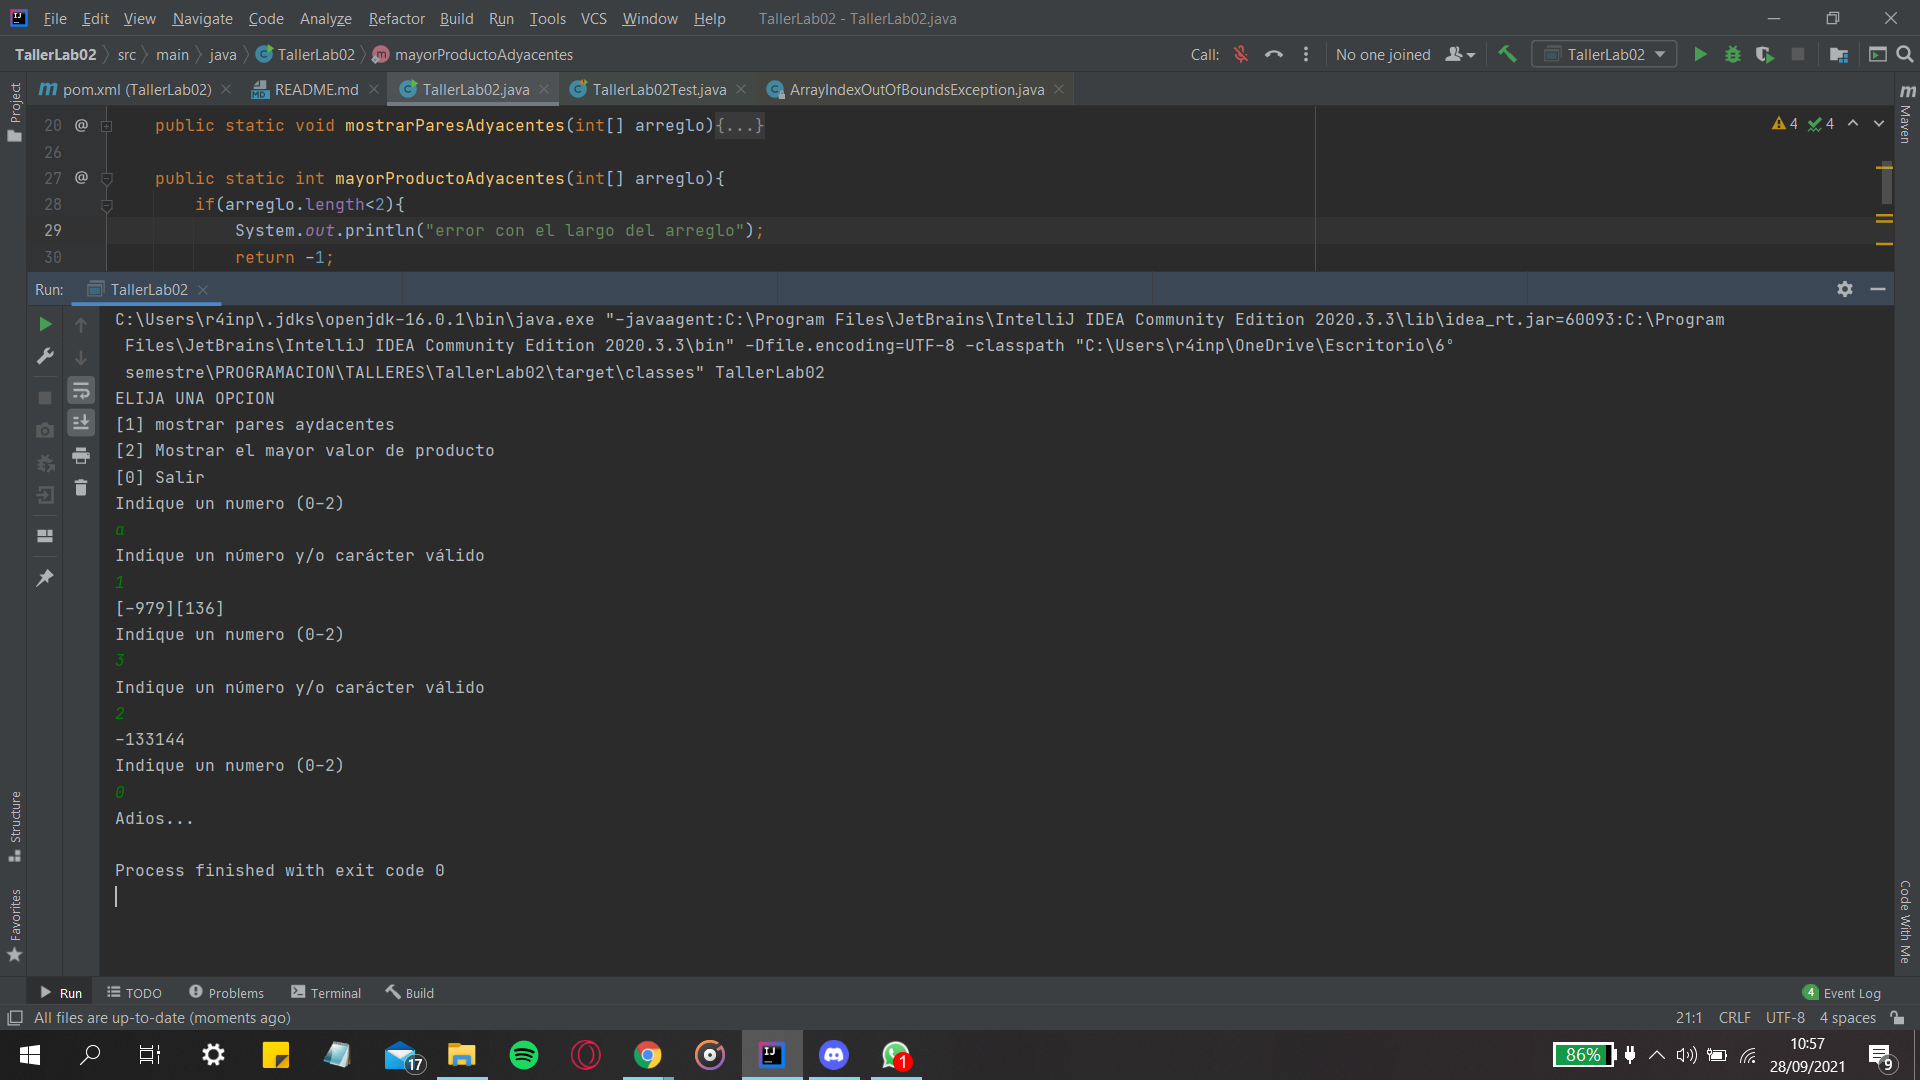 File Edit View Navigate Code Analyze Refactor Build Run Tools VCS Window Help TallerLab02 - TallerLab02.java
TallerLab02 src main java TallerLab02 mayorProductoAdyacentes Call: No one joined TallerLab02
Project
pom.xml (TallerLab02) README.md TallerLab02.java TallerLab02Test.java ArrayIndexOutOfBoundsException.java
Maven
20 @ public static void mostrarParesAdyacentes(int[] arreglo){...} 4 4
26
27 @ public static int mayorProductoAdyacentes(int[] arreglo){
28 if(arreglo.length<2){
29 System.out.println("error con el largo del arreglo");
30 return -1;
Run: TallerLab02
C:\Users\r4inp\.jdks\openjdk-16.0.1\bin\java.exe "-javaagent:C:\Program Files\JetBrains\IntelliJ IDEA Community Edition 2020.3.3\lib\idea_rt.jar=60093:C:\Program
Files\JetBrains\IntelliJ IDEA Community Edition 2020.3.3\bin" -Dfile.encoding=UTF-8 -classpath "C:\Users\r4inp\OneDrive\Escritorio\6°
semestre\PROGRAMACION\TALLERES\TallerLab02\target\classes" TallerLab02
ELIJA UNA OPCION
[1] mostrar pares aydacentes
[2] Mostrar el mayor valor de producto
[0] Salir
Indique un numero (0-2)
a
Indique un número y/o carácter válido
1
[-979][136]
Indique un numero (0-2)
3
Indique un número y/o carácter válido
2
-133144
Indique un numero (0-2)
0
Adios...
Process finished with exit code 0
Structure
Favorites
Code With Me
Run TODO Problems Terminal Build 4 Event Log
All files are up-to-date (moments ago) 21:1 CRLF UTF-8 4 spaces
17 1 86% 10:57
28/09/2021 9